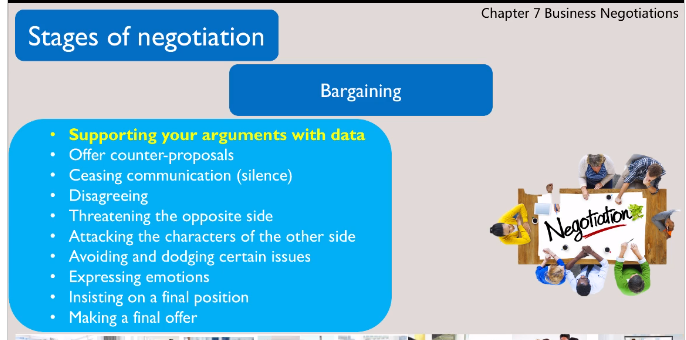 Chapter 7 Business Negotiations
Stages of negotiation
Bargaining
• Supporting your arguments with data
• Offer counter-proposals
• Ceasing communication (silence)
• Disagreeing
• Threatening the opposite side
• Attacking the characters of the other side
• Avoiding and dodging certain issues
• Expressing emotions
• Insisting on a final position
• Making a final offer
Negotiation